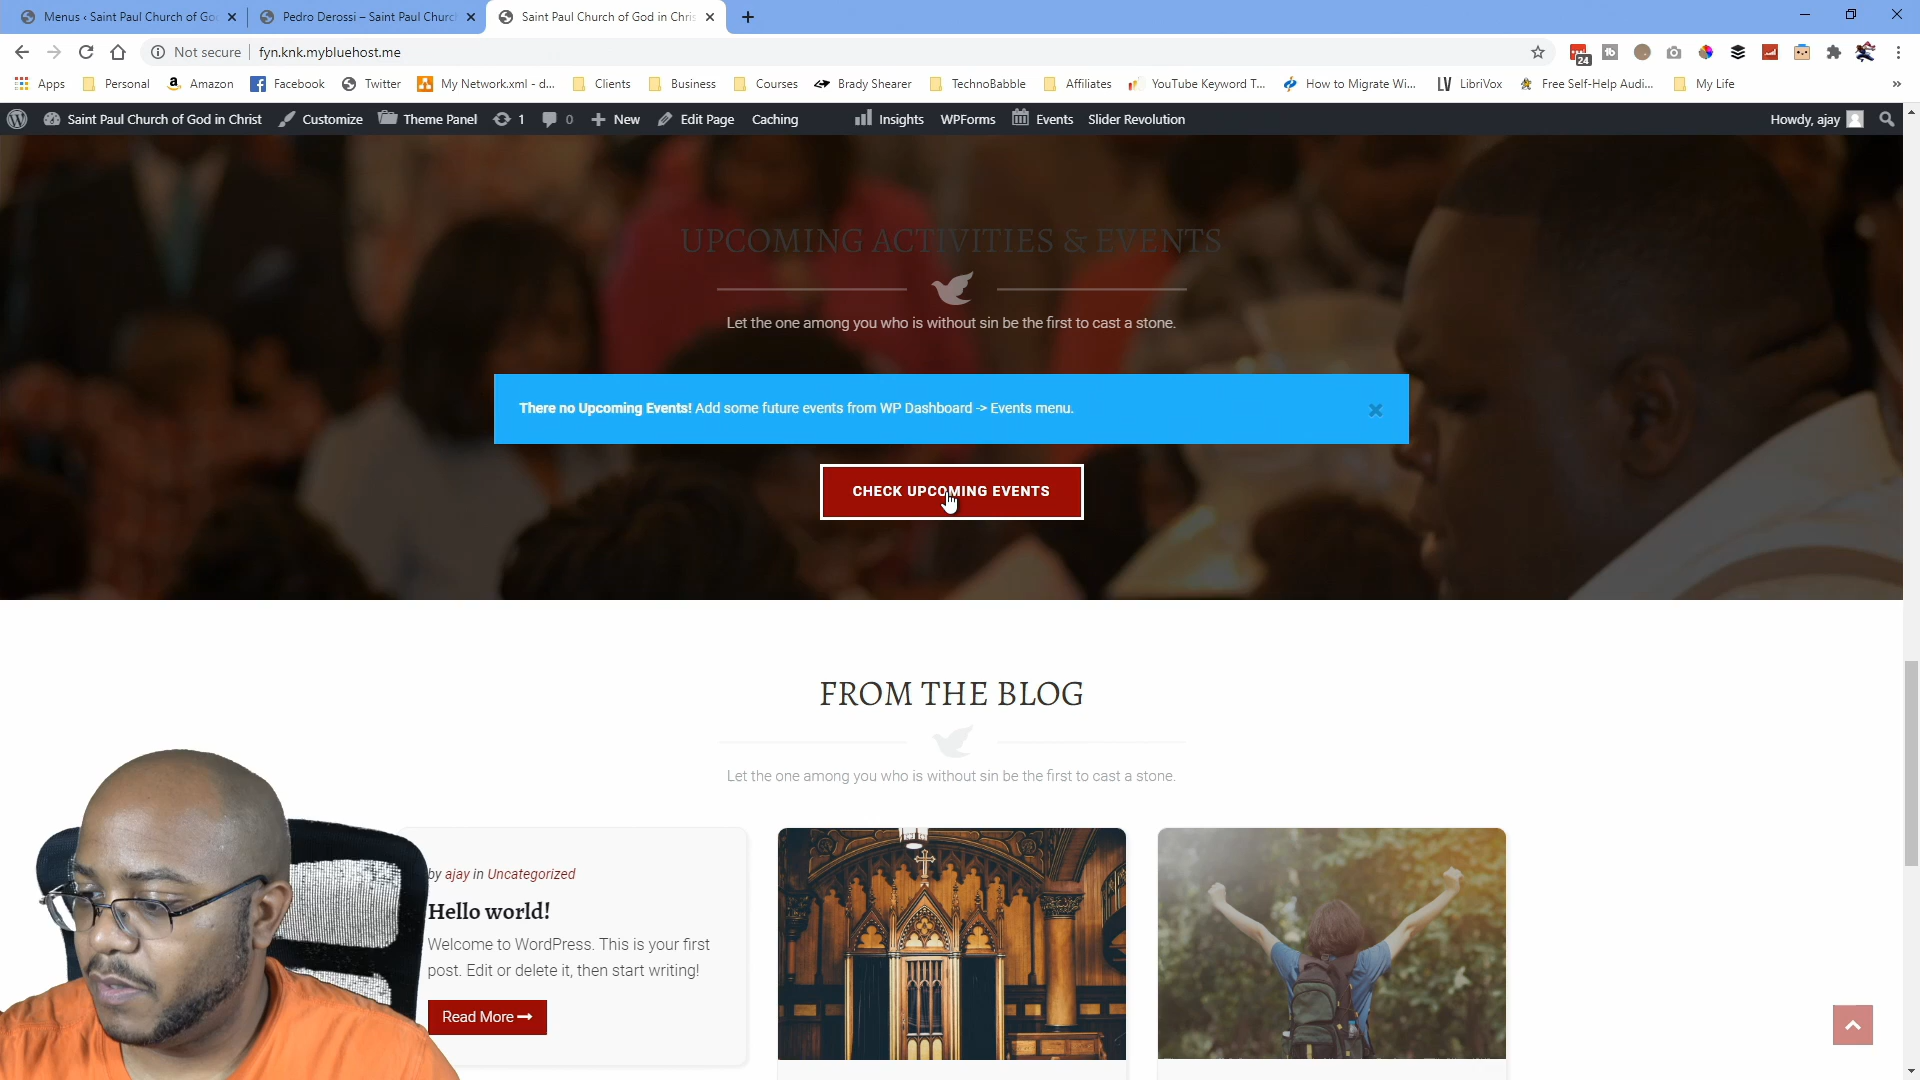 Menus ‹ Saint Paul Church of Go
Pedro Derossi – Saint Paul Churc
Saint Paul Church of God in Chris
Not secure
fyn.knk.mybluehost.me
24
Apps
Personal
Amazon
Facebook
Twitter
My Network.xml - d...
Clients
Business
Courses
Brady Shearer
TechnoBabble
Affiliates
YouTube Keyword T...
How to Migrate Wi...
LibriVox
Free Self-Help Audi...
My Life
Saint Paul Church of God in Christ
Customize
Theme Panel
1
0
New
Edit Page
Caching
Insights
WPForms
Events
Slider Revolution
Howdy, ajay
UPCOMING ACTIVITIES & EVENTS
Let the one among you who is without sin be the first to cast a stone.
There no Upcoming Events! Add some future events from WP Dashboard -> Events menu.
CHECK UPCOMING EVENTS
FROM THE BLOG
Let the one among you who is without sin be the first to cast a stone.
by ajay in Uncategorized
Hello world!
Welcome to WordPress. This is your first
post. Edit or delete it, then start writing!
Read More